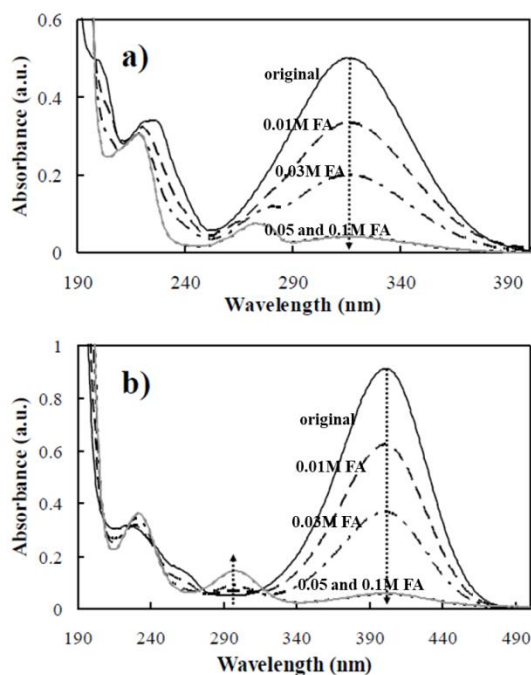 0.6
a)
original
0.4
0.01M FA
0.03M FA
0.2
0.05 and 0.1M FA
0
190 240 290 340 390
Absorbance (a.u.)
Wavelength (nm)
1
b)
0.8
original
0.6
0.01M FA
0.4
0.03M FA
0.2
0.05 and 0.1M FA
0
190 240 290 340 390 440 490
Absorbance (a.u.)
Wavelength (nm)